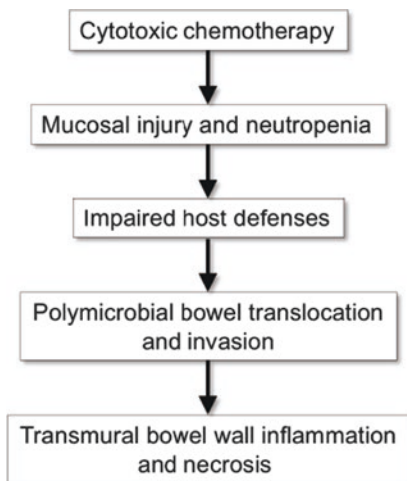 Cytotoxic chemotherapy
Mucosal injury and neutropenia
Impaired host defenses
Polymicrobial bowel translocation
and invasion
Transmural bowel wall inflammation
and necrosis